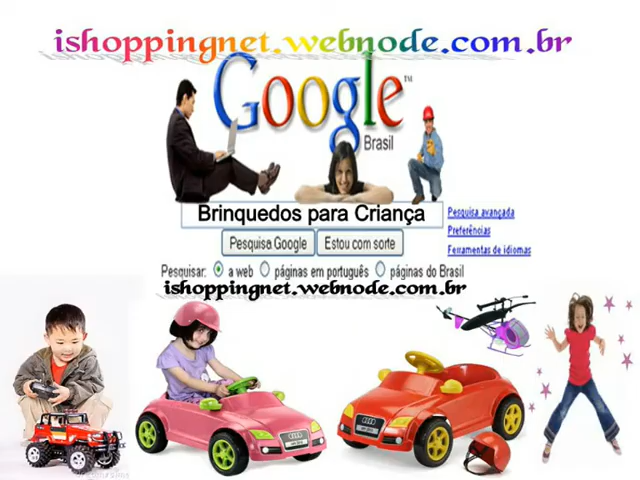 ishoppingnet.webnode.com.br
Google™
Brasil
Brinquedos para Criança
Pesquisa avançada
Preferências
Ferramentas de idiomas
Pesquisa Google
Estou com sorte
Pesquisar: a web páginas em português páginas do Brasil
ishoppingnet.webnode.com.br